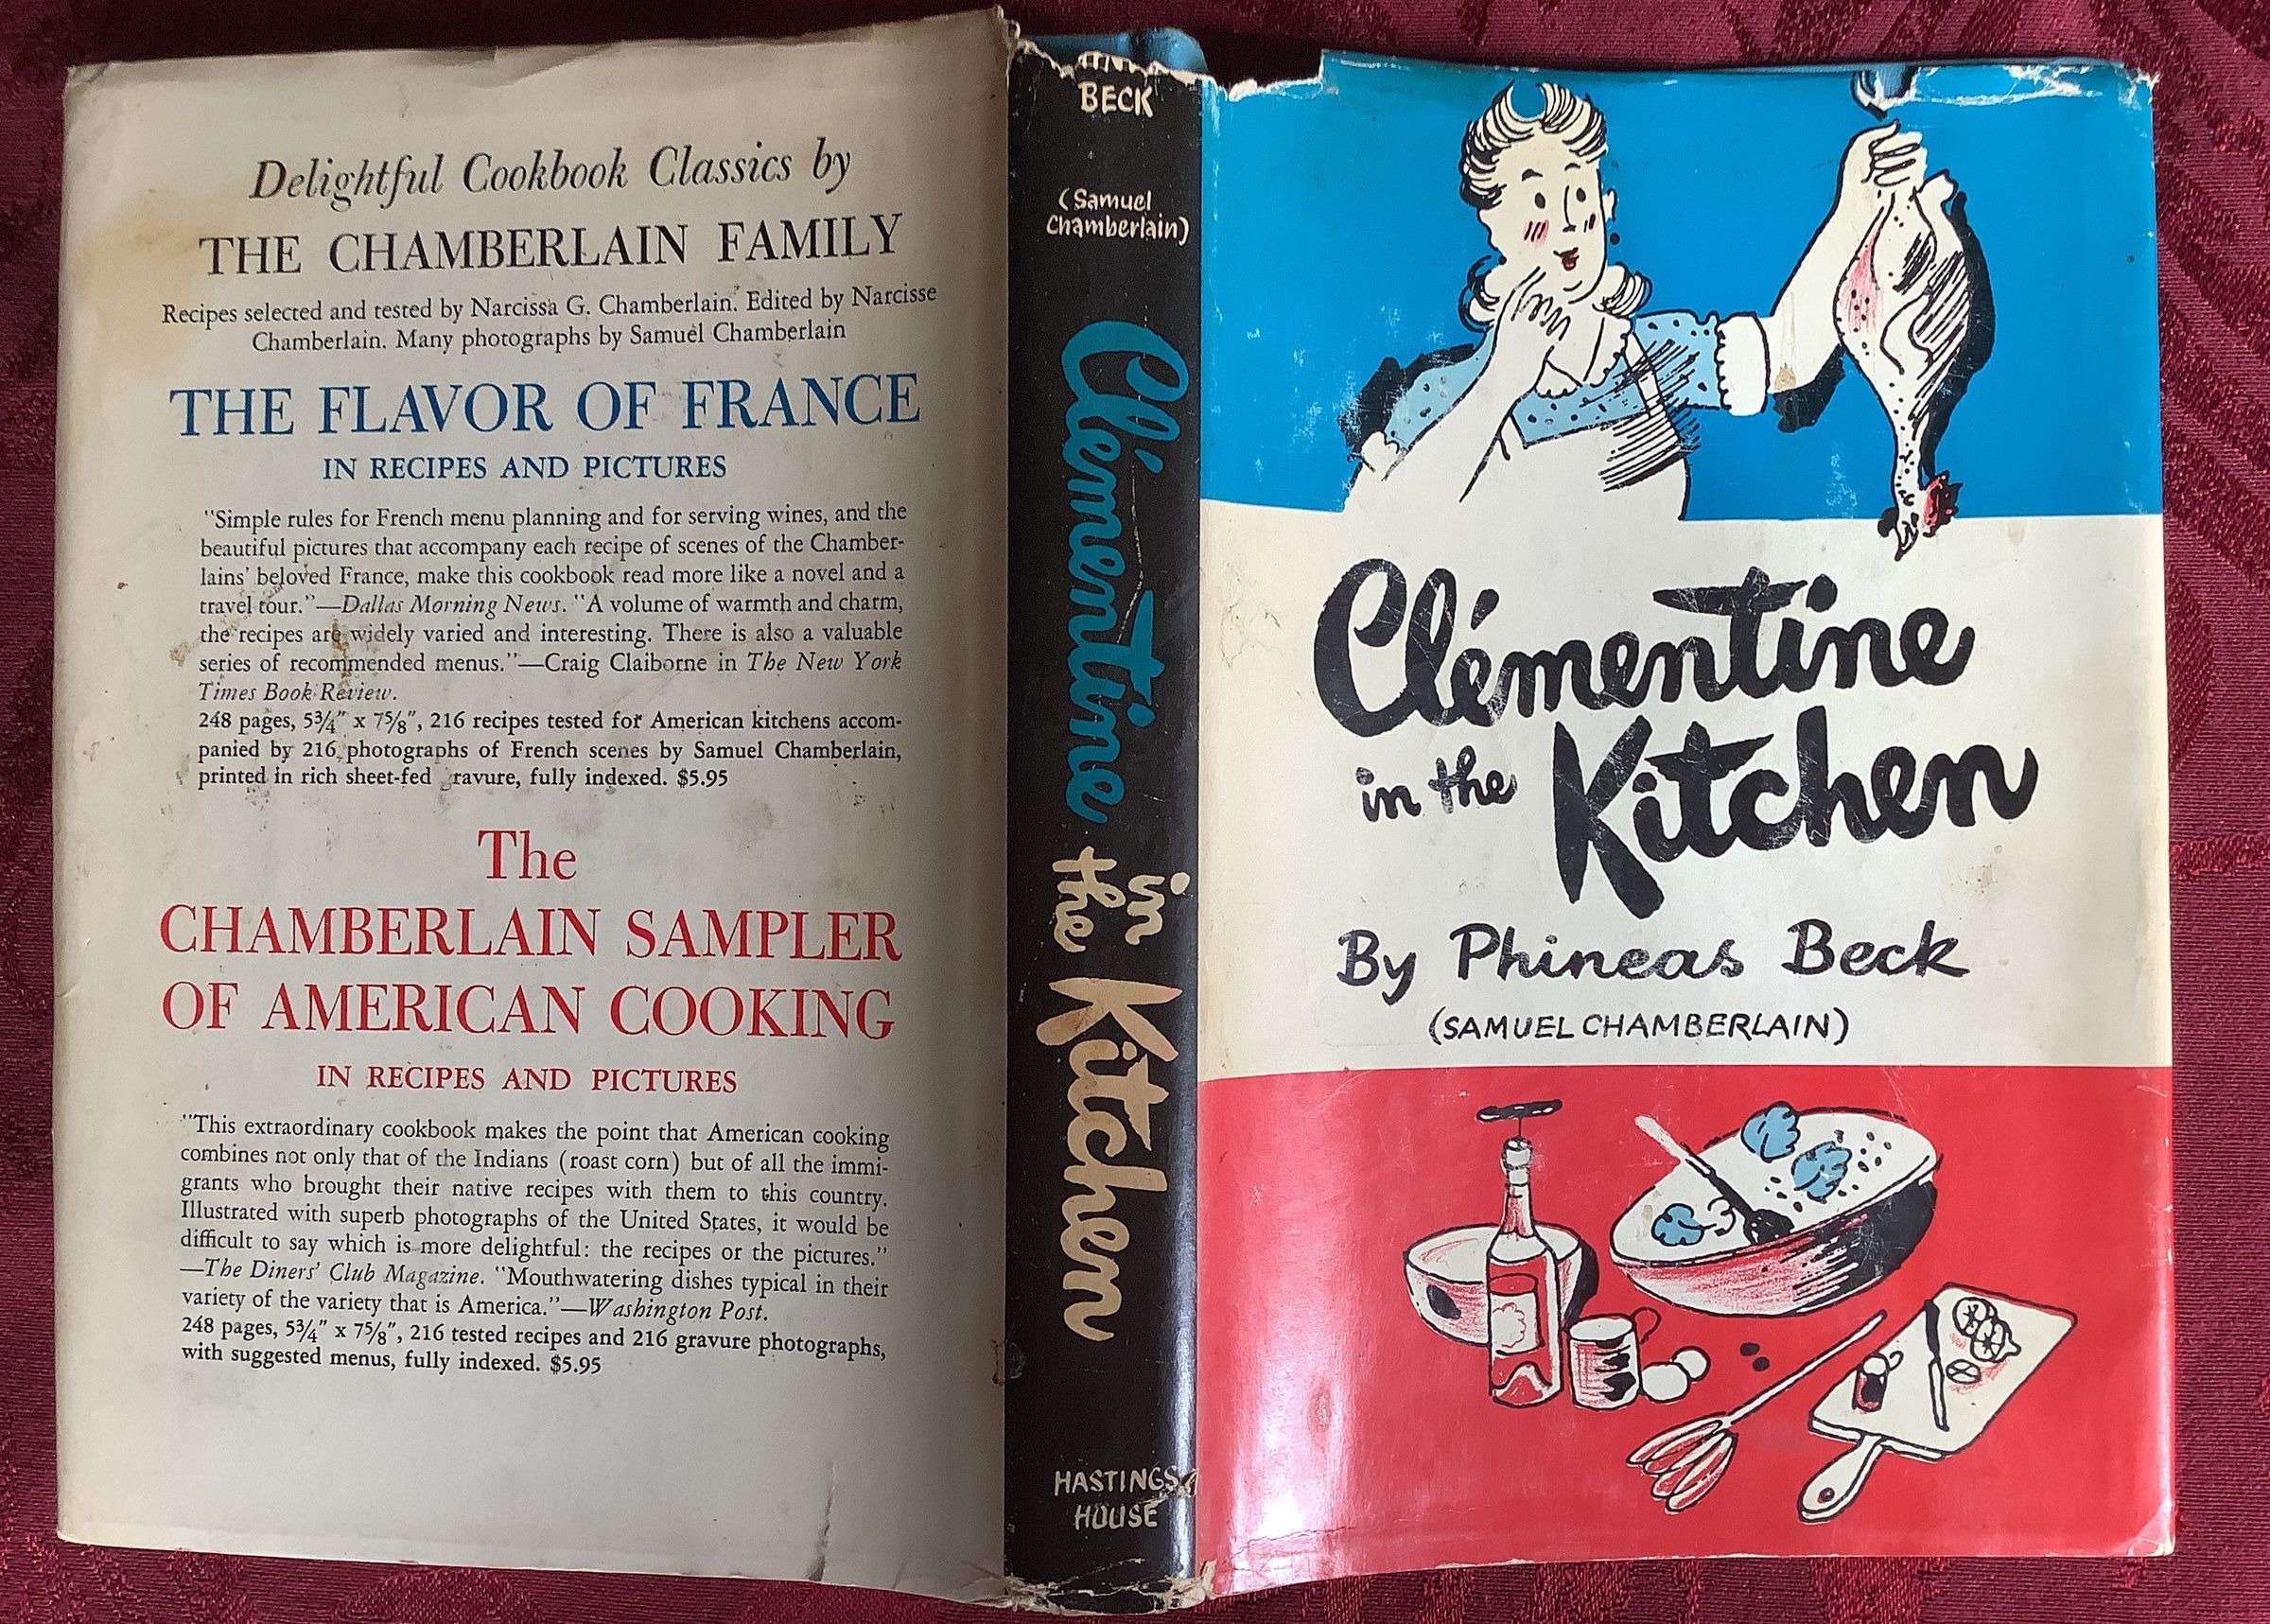 Delightful Cookbook Classics by
THE CHAMBERLAIN FAMILY
Recipes selected and tested by Narcissa G. Chamberlain. Edited by Narcisse
Chamberlain. Many photographs by Samuel Chamberlain
THE FLAVOR OF FRANCE
IN RECIPES AND PICTURES
"Simple rules for French menu planning and for serving wines, and the
beautiful pictures that accompany each recipe of scenes of the Chamber-
lains' beloved France, make this cookbook read more like a novel and a
travel tour."—Dallas Morning News. "A volume of warmth and charm,
the recipes are widely varied and interesting. There is also a valuable
series of recommended menus."—Craig Claiborne in The New York
Times Book Review.
248 pages, 5¾" x 7⅝", 216 recipes tested for American kitchens accom-
panied by 216 photographs of French scenes by Samuel Chamberlain,
printed in rich sheet-fed ravure, fully indexed. $5.95
The
CHAMBERLAIN SAMPLER
OF AMERICAN COOKING
IN RECIPES AND PICTURES
"This extraordinary cookbook makes the point that American cooking
combines not only that of the Indians (roast corn) but of all the immi-
grants who brought their native recipes with them to this country.
Illustrated with superb photographs of the United States, it would be
difficult to say which is more delightful: the recipes or the pictures."
—The Diners' Club Magazine. "Mouthwatering dishes typical in their
variety of the variety that is America."—Washington Post.
248 pages, 5¾" x 7⅝", 216 tested recipes and 216 gravure photographs,
with suggested menus, fully indexed. $5.95
BECK
(Samuel
Chamberlain)
Clémentine
in
the
Kitchen
HASTINGS
HOUSE
Clémentine
in the Kitchen
By Phineas Beck
(SAMUEL CHAMBERLAIN)